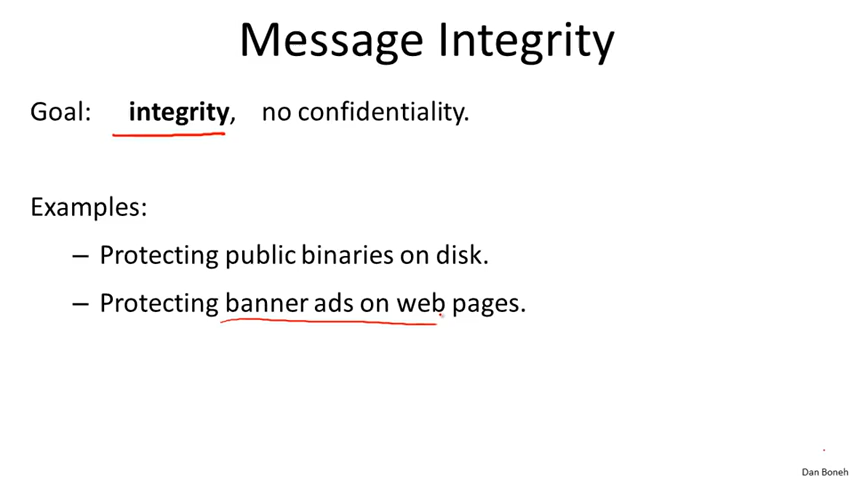 Message Integrity
Goal: integrity, no confidentiality.
Examples:
– Protecting public binaries on disk.
– Protecting banner ads on web pages.
Dan Boneh